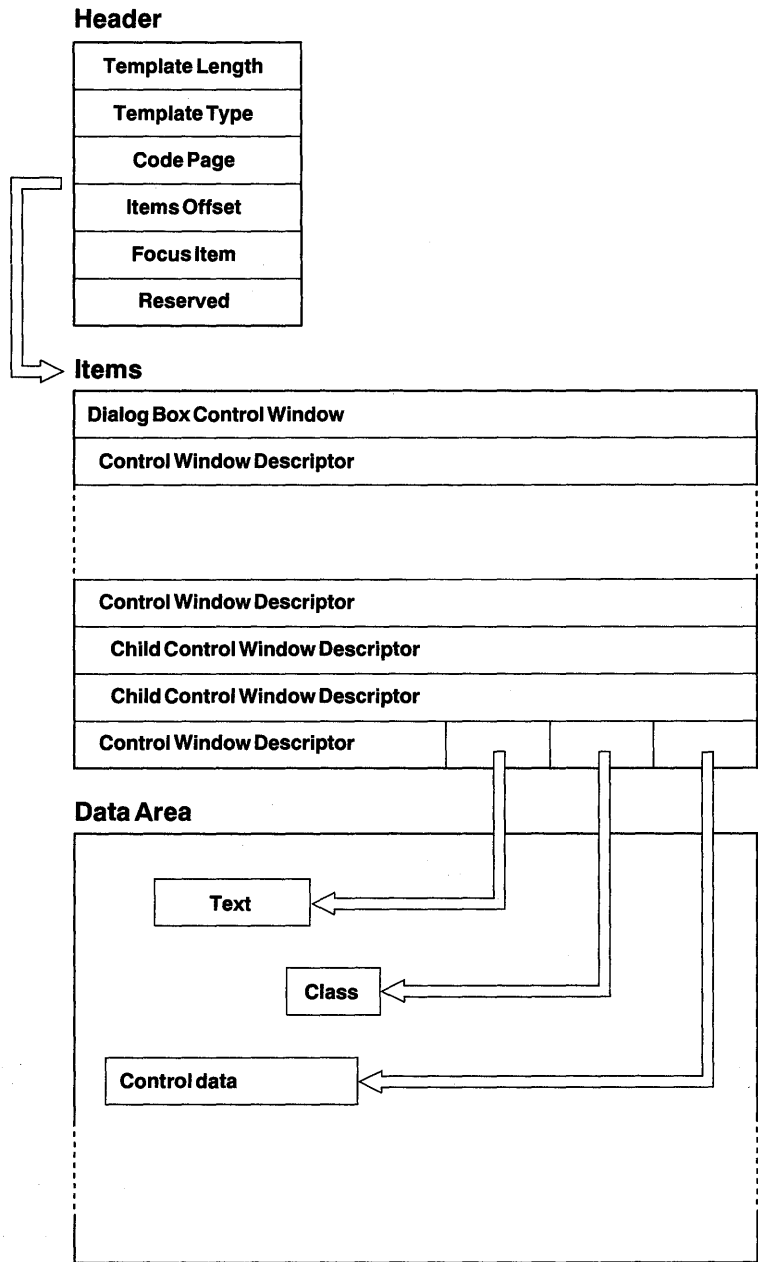 Header
Template Length
Template Type
Code Page
Items Offset
Focus Item
Reserved
Items
Dialog Box Control Window
Control Window Descriptor
Control Window Descriptor
Child Control Window Descriptor
Child Control Window Descriptor
Control Window Descriptor
Data Area
Text
Class
Control data